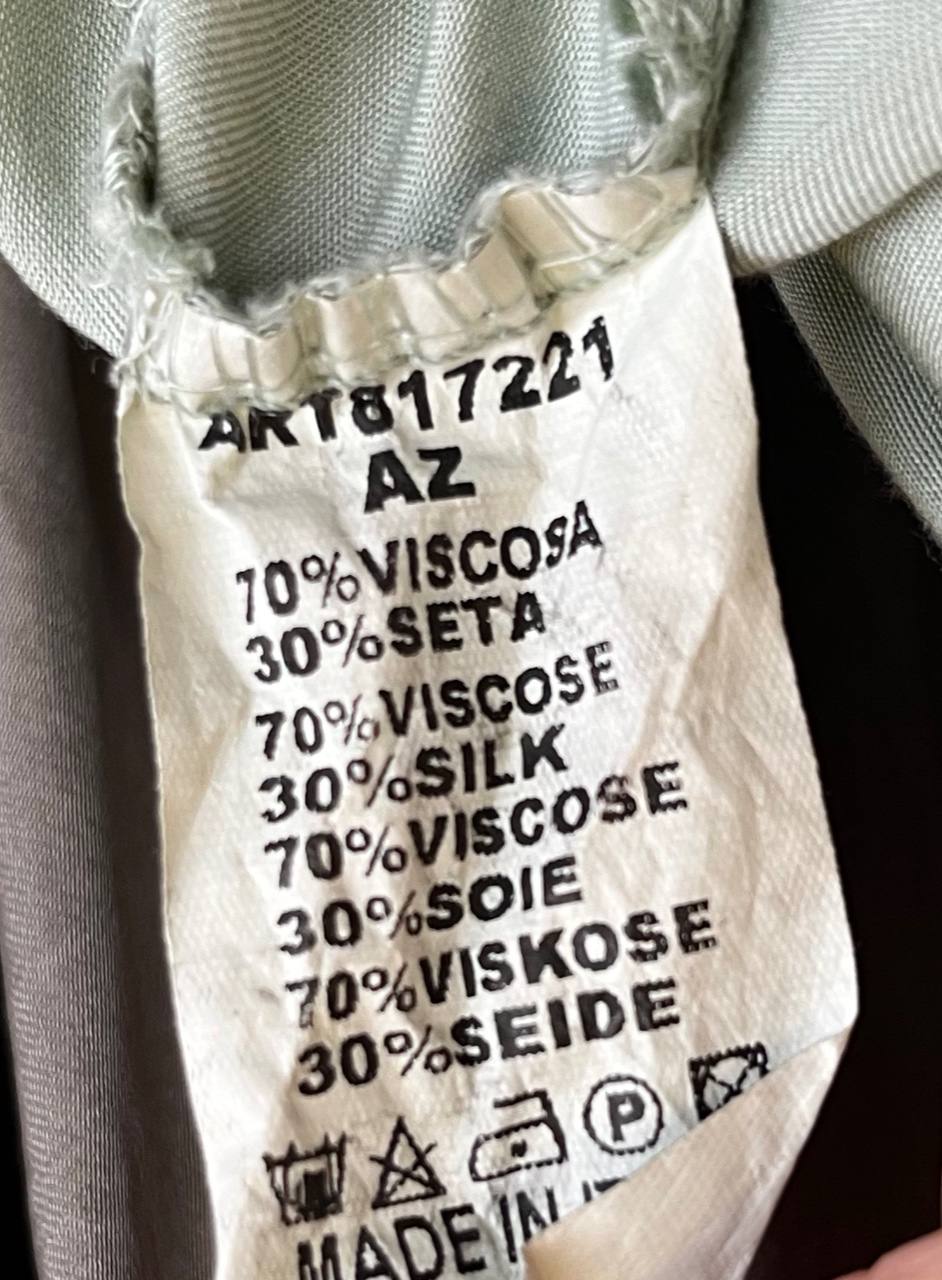 ART817221
AZ
70%VISCOSA
30%SETA
70%VISCOSE
30%SILK
70%VISCOSE
30%SOIE
70%VISKOSE
30%SEIDE
P
MADE IN